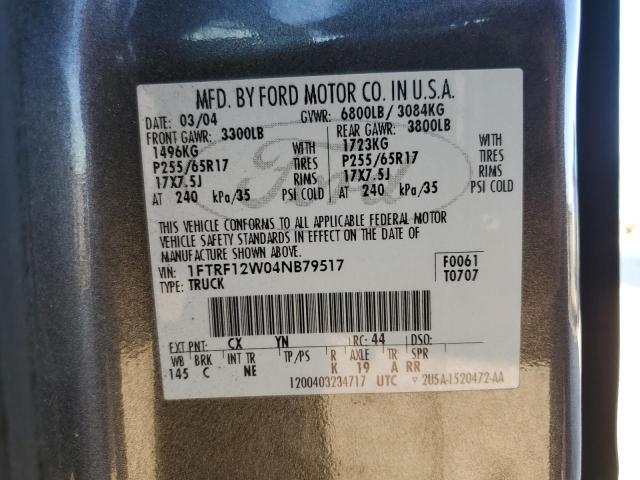 MFD. BY FORD MOTOR CO. IN U.S.A.
DATE: 03/04 GVWR: 6800LB/ 3084KG
FRONT GAWR: 3300LB REAR GAWR: 3800LB
1496KG WITH 1723KG WITH
P255/65R17 TIRES P255/65R17 TIRES
17X7.5J RIMS 17X7.5J RIMS
AT 240 kPa/35 PSI COLD AT 240 kPa/35 PSI COLD
THIS VEHICLE CONFORMS TO ALL APPLICABLE FEDERAL MOTOR
VEHICLE SAFETY STANDARDS IN EFFECT ON THE DATE OF
MANUFACTURE SHOWN ABOVE.
VIN: 1FTRF12W04NB79517 F0061
TYPE: TRUCK T0707
Ford
EXT PNT: CX YN RC: 44 DSO:
WB BRK INT TR TP/PS R AXLE TR SPR
145 C NE K 19 A RR
1200403234717 UTC 2U5A-1520472-AA